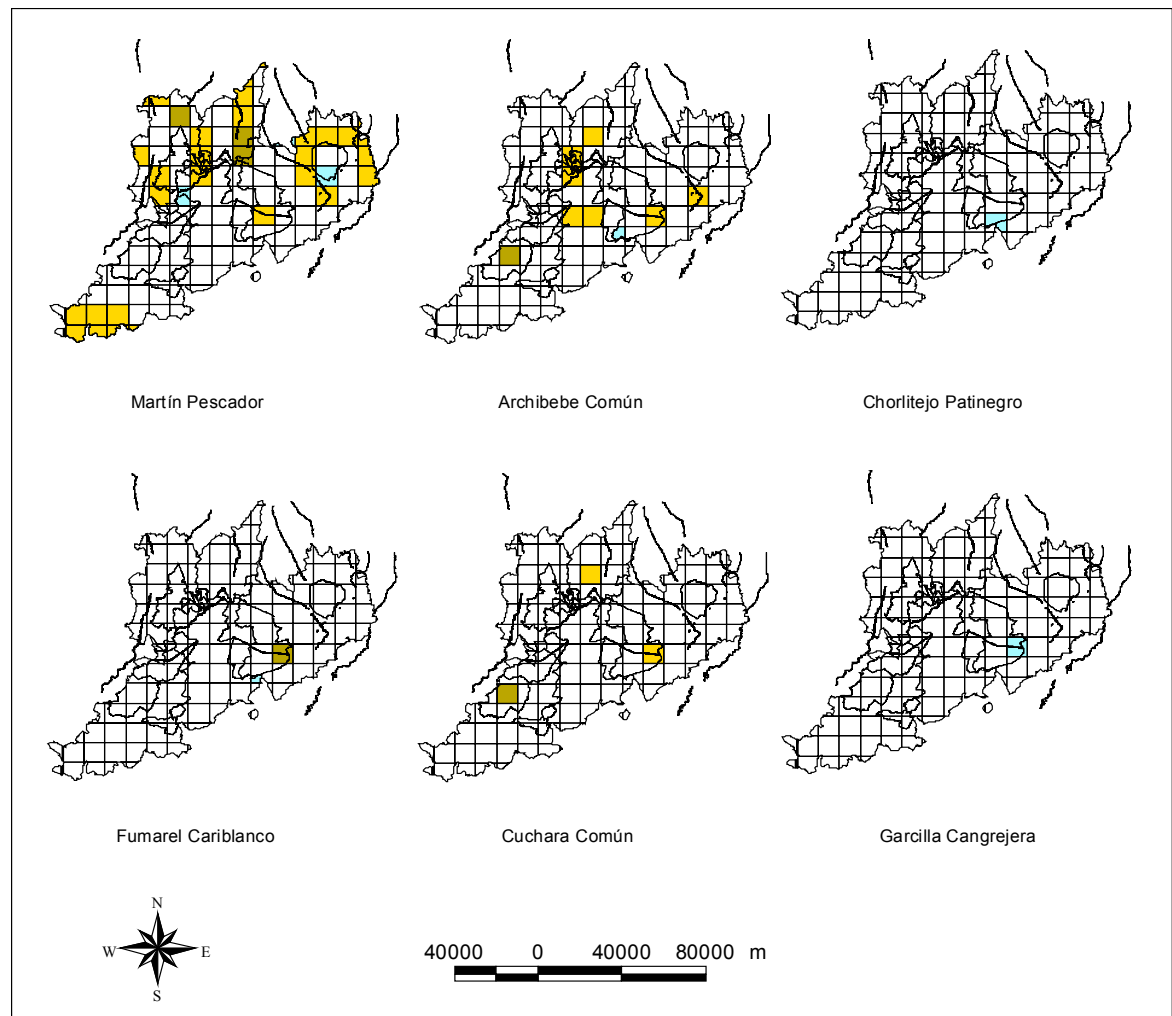 Martín Pescador
Archibebe Común
Chorlitejo Patinegro
Fumarel Cariblanco
Cuchara Común
Garcilla Cangrejera
N
W E
S
40000 0 40000 80000 m